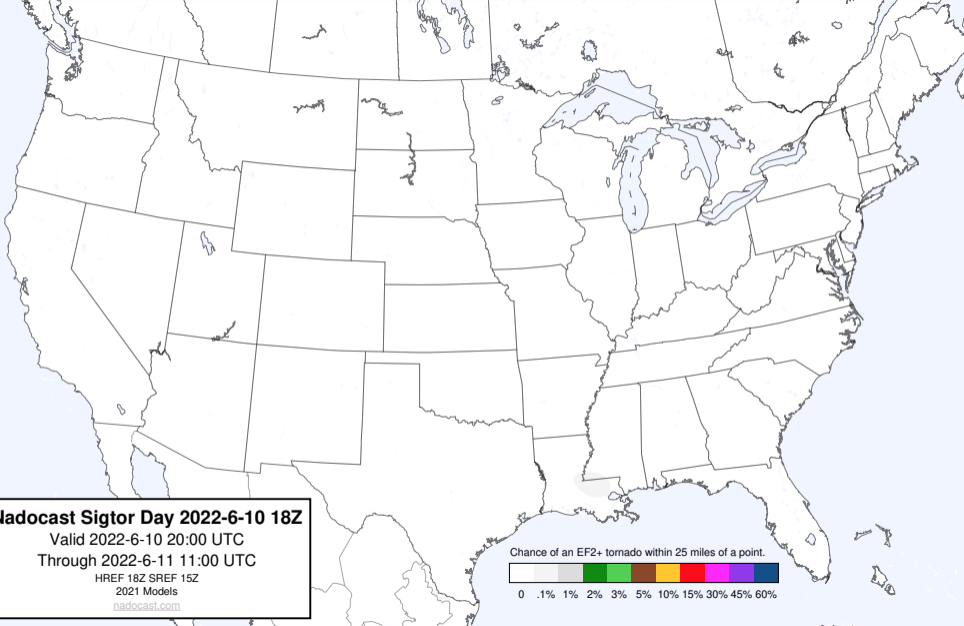 Nadocast Sigtor Day 2022-6-10 18Z
Valid 2022-6-10 20:00 UTC
Through 2022-6-11 11:00 UTC
HREF 18Z SREF 15Z
2021 Models
nadocast.com
Chance of an EF2+ tornado within 25 miles of a point.
0 .1% 1% 2% 3% 5% 10% 15% 30% 45% 60%